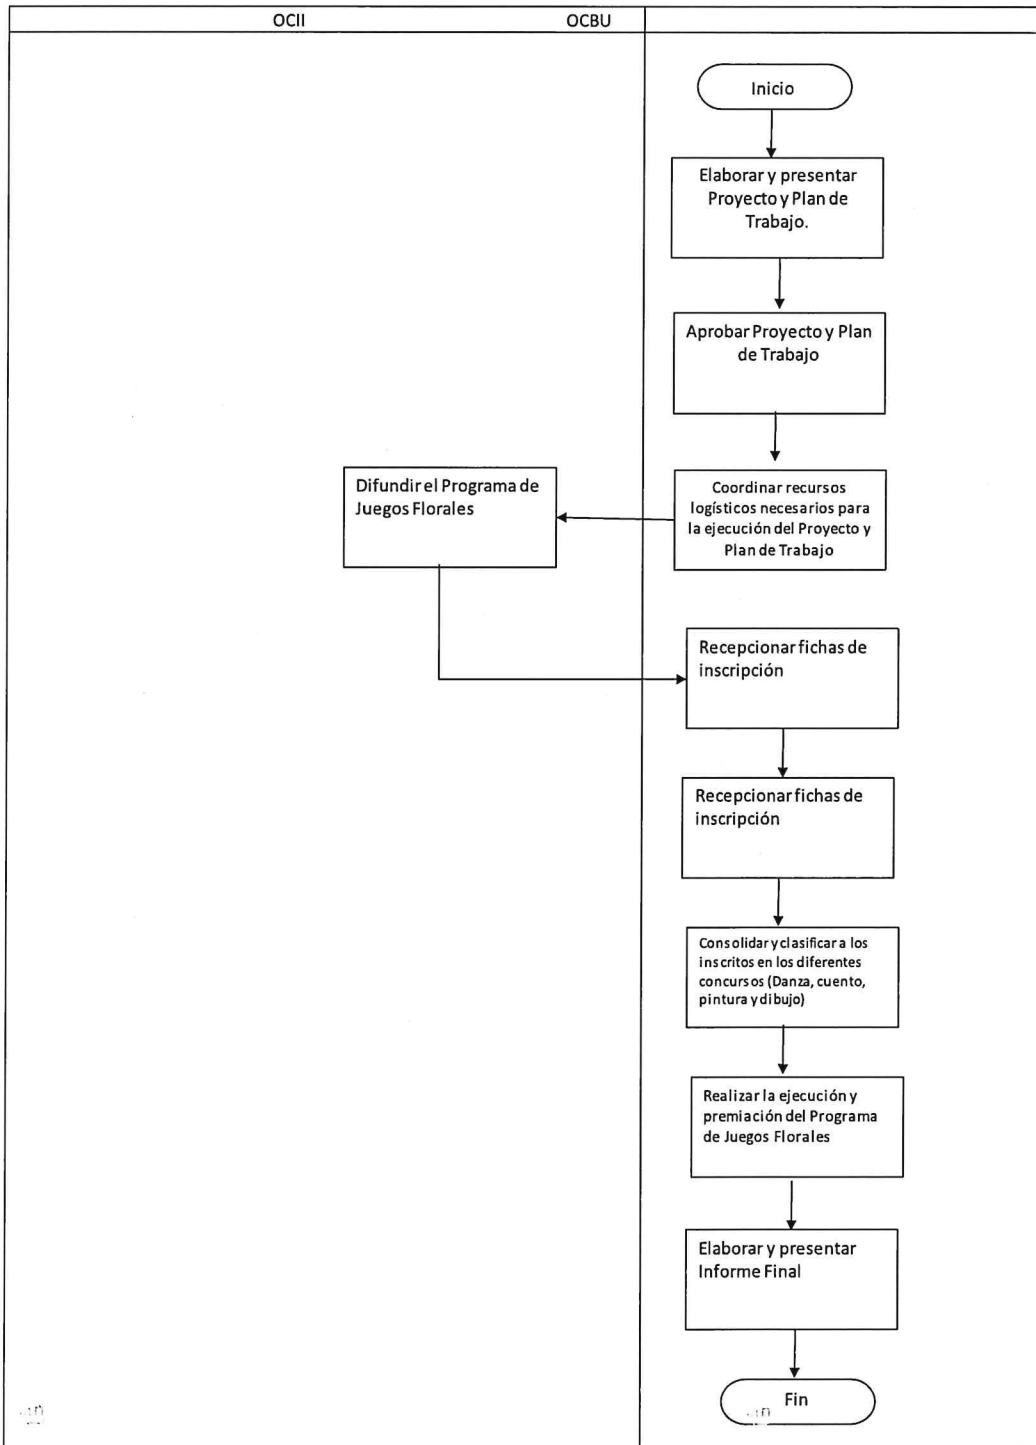 OCII OCBU
Inicio
Elaborar y presentar
Proyecto y Plan de
Trabajo.
Aprobar Proyecto y Plan
de Trabajo
Difundir el Programa de
Juegos Florales
Coordinar recursos
logísticos necesarios para
la ejecución del Proyecto y
Plan de Trabajo
Recepcionar fichas de
inscripción
Recepcionar fichas de
inscripción
Consolidar y clasificar a los
inscritos en los diferentes
concursos (Danza, cuento,
pintura y dibujo)
Realizar la ejecución y
premiación del Programa
de Juegos Florales
Elaborar y presentar
Informe Final
Fin